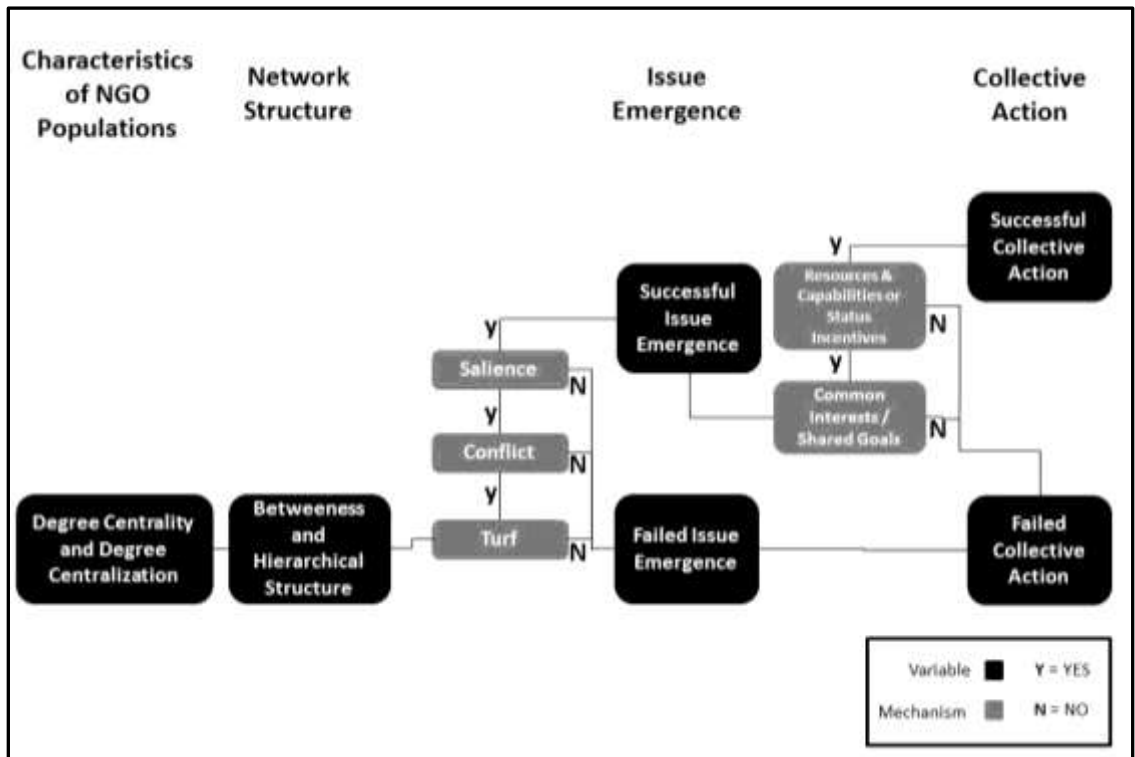 Characteristics
of NGO
Populations
Network
Structure
Issue
Emergence
Collective
Action
Successful
Collective
Action
y
Resources &
Capabilities or
Status
Incentives
N
Successful
Issue
Emergence
y
Salience
N
y
Common
Interests /
Shared Goals
N
y
Conflict
N
y
Turf
N
Degree Centrality
and Degree
Centralization
Betweeness
and
Hierarchical
Structure
Failed Issue
Emergence
Failed
Collective
Action
Variable
Y = YES
Mechanism
N = NO